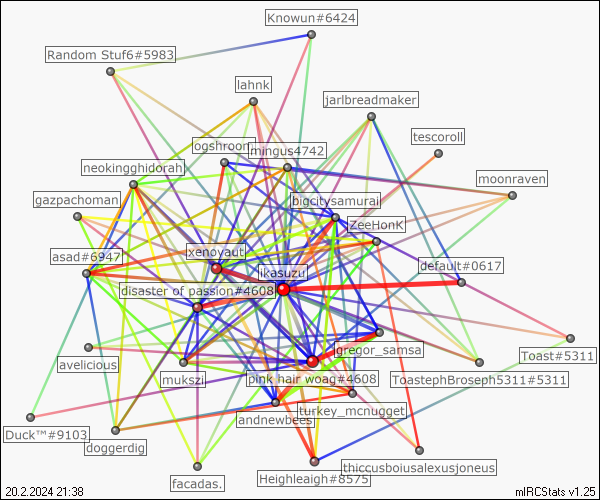 Knowun#6424
Random Stuf6#5983
lahnk
jarlbreadmaker
tescoroll
ogshroom
mingus4742
neokingghidorah
moonraven
bigcitysamurai
gazpachoman
ZeeHonK
xenoyaut
asad#6947
ikasuzu
default#0617
disaster of passion#4608
gregor_samsa
Toast#5311
avelicious
mukszi
pink hair woag#4608
ToastephBroseph5311#5311
turkey_mcnugget
andnewbees
Duck™#9103
doggerdig
thiccusboiusalexusjoneus
facadas.
Heighleaigh#8575
20.2.2024 21:38
mIRCStats v1.25